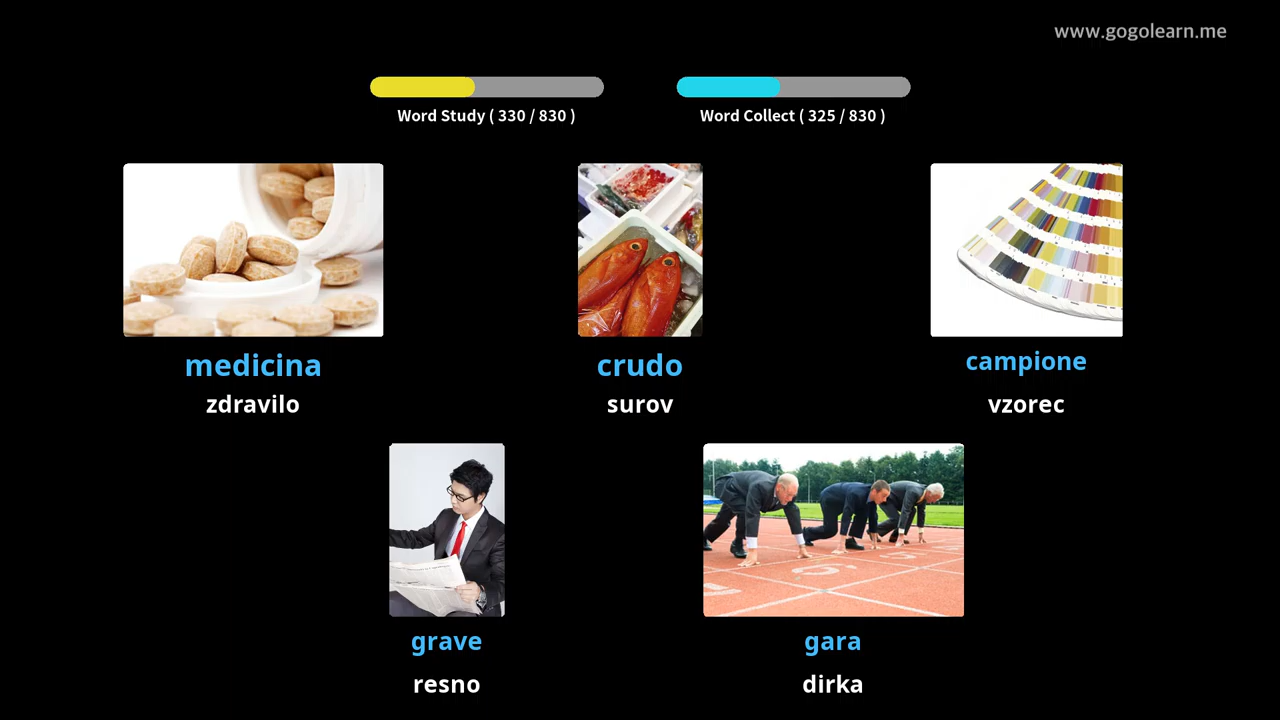 www.gogolearn.me
Word Study ( 330 / 830 )
Word Collect ( 325 / 830 )
medicina
zdravilo
crudo
surov
campione
vzorec
grave
resno
gara
dirka